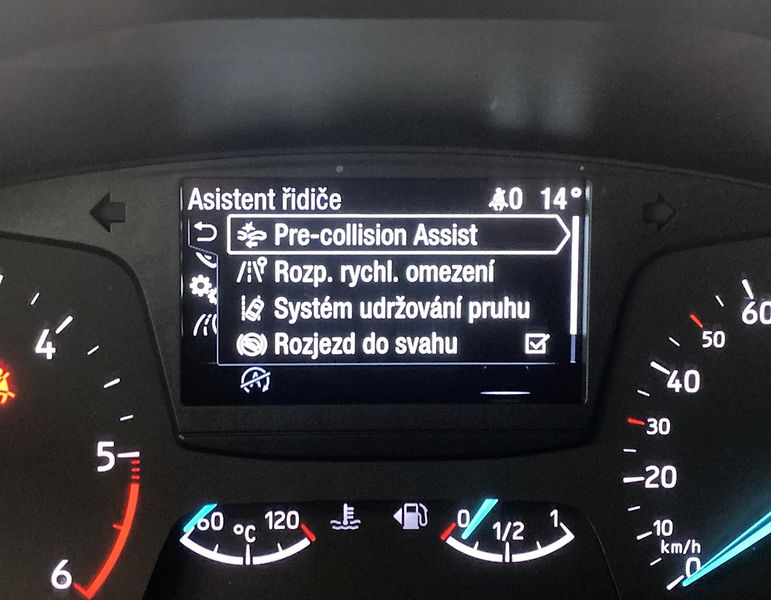 Asistent řidiče 0 14°
Pre-collision Assist
Rozp. rychl. omezení
Systém udržování pruhu
Rozjezd do svahu
A
4
5
6
60
50
40
30
20
10
km/h
0
60 °C 120
0 1/2 1